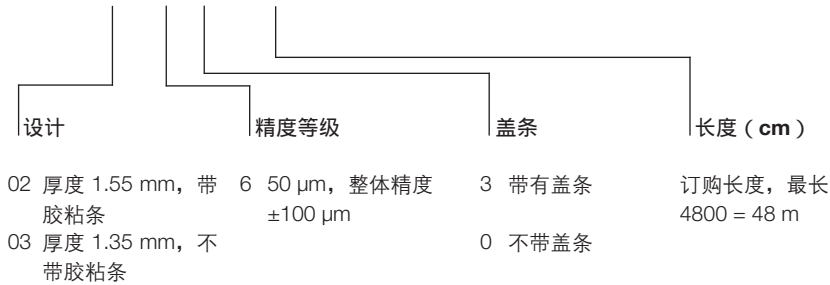 设计
精度等级
盖条
长度（cm）
02 厚度 1.55 mm，带
胶粘条
03 厚度 1.35 mm，不
带胶粘条
6 50 µm，整体精度
±100 µm
3 带有盖条
0 不带盖条
订购长度，最长
4800 = 48 m